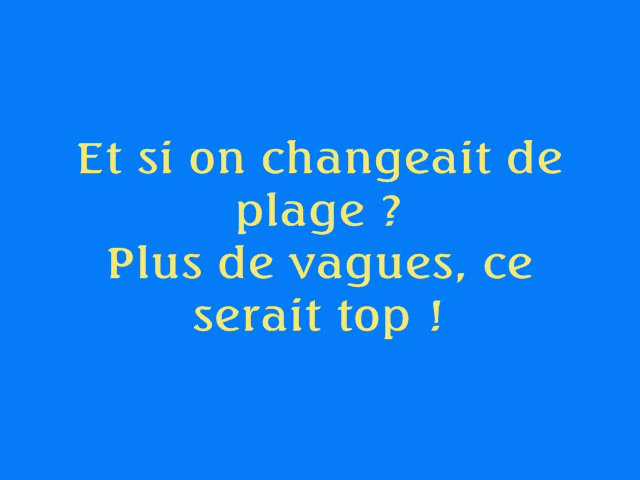 Et si on changeait de
plage ?
Plus de vagues, ce
serait top !